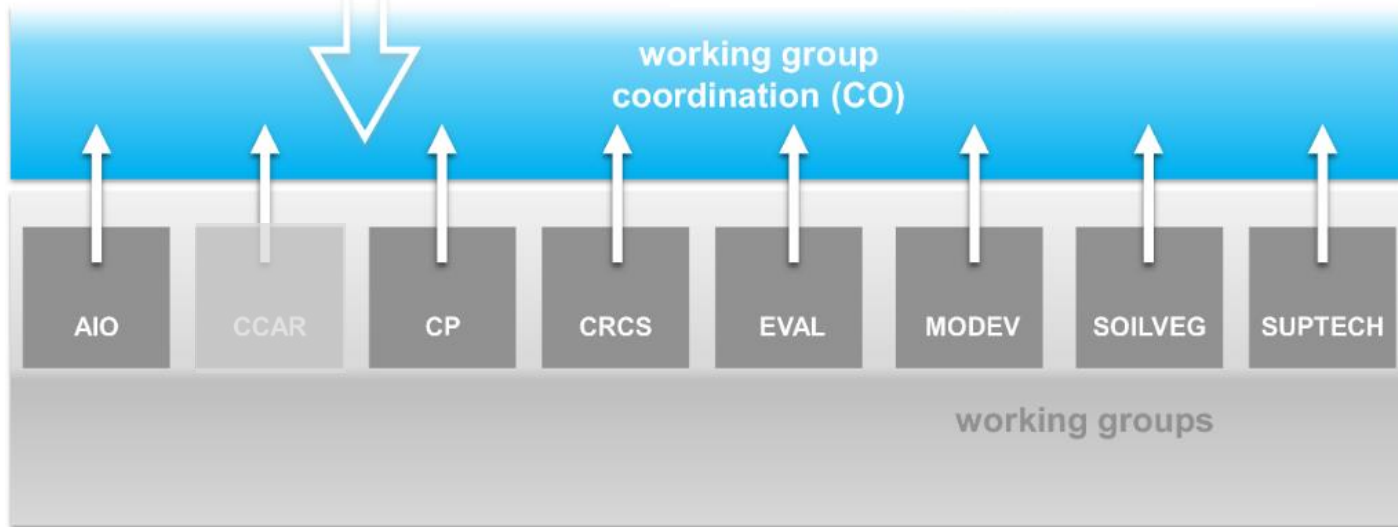 working group
coordination (CO)
AIO
CCAR
CP
CRCS
EVAL
MODEV
SOILVEG
SUPTECH
working groups